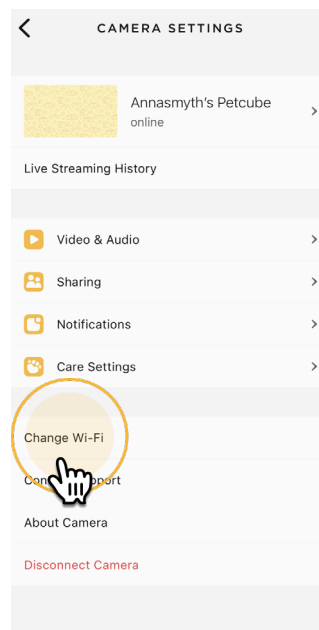 CAMERA SETTINGS
Annasmyth's Petcube
online
Live Streaming History
Video & Audio
Sharing
Notifications
Care Settings
Change Wi-Fi
About Camera
Disconnect Camera